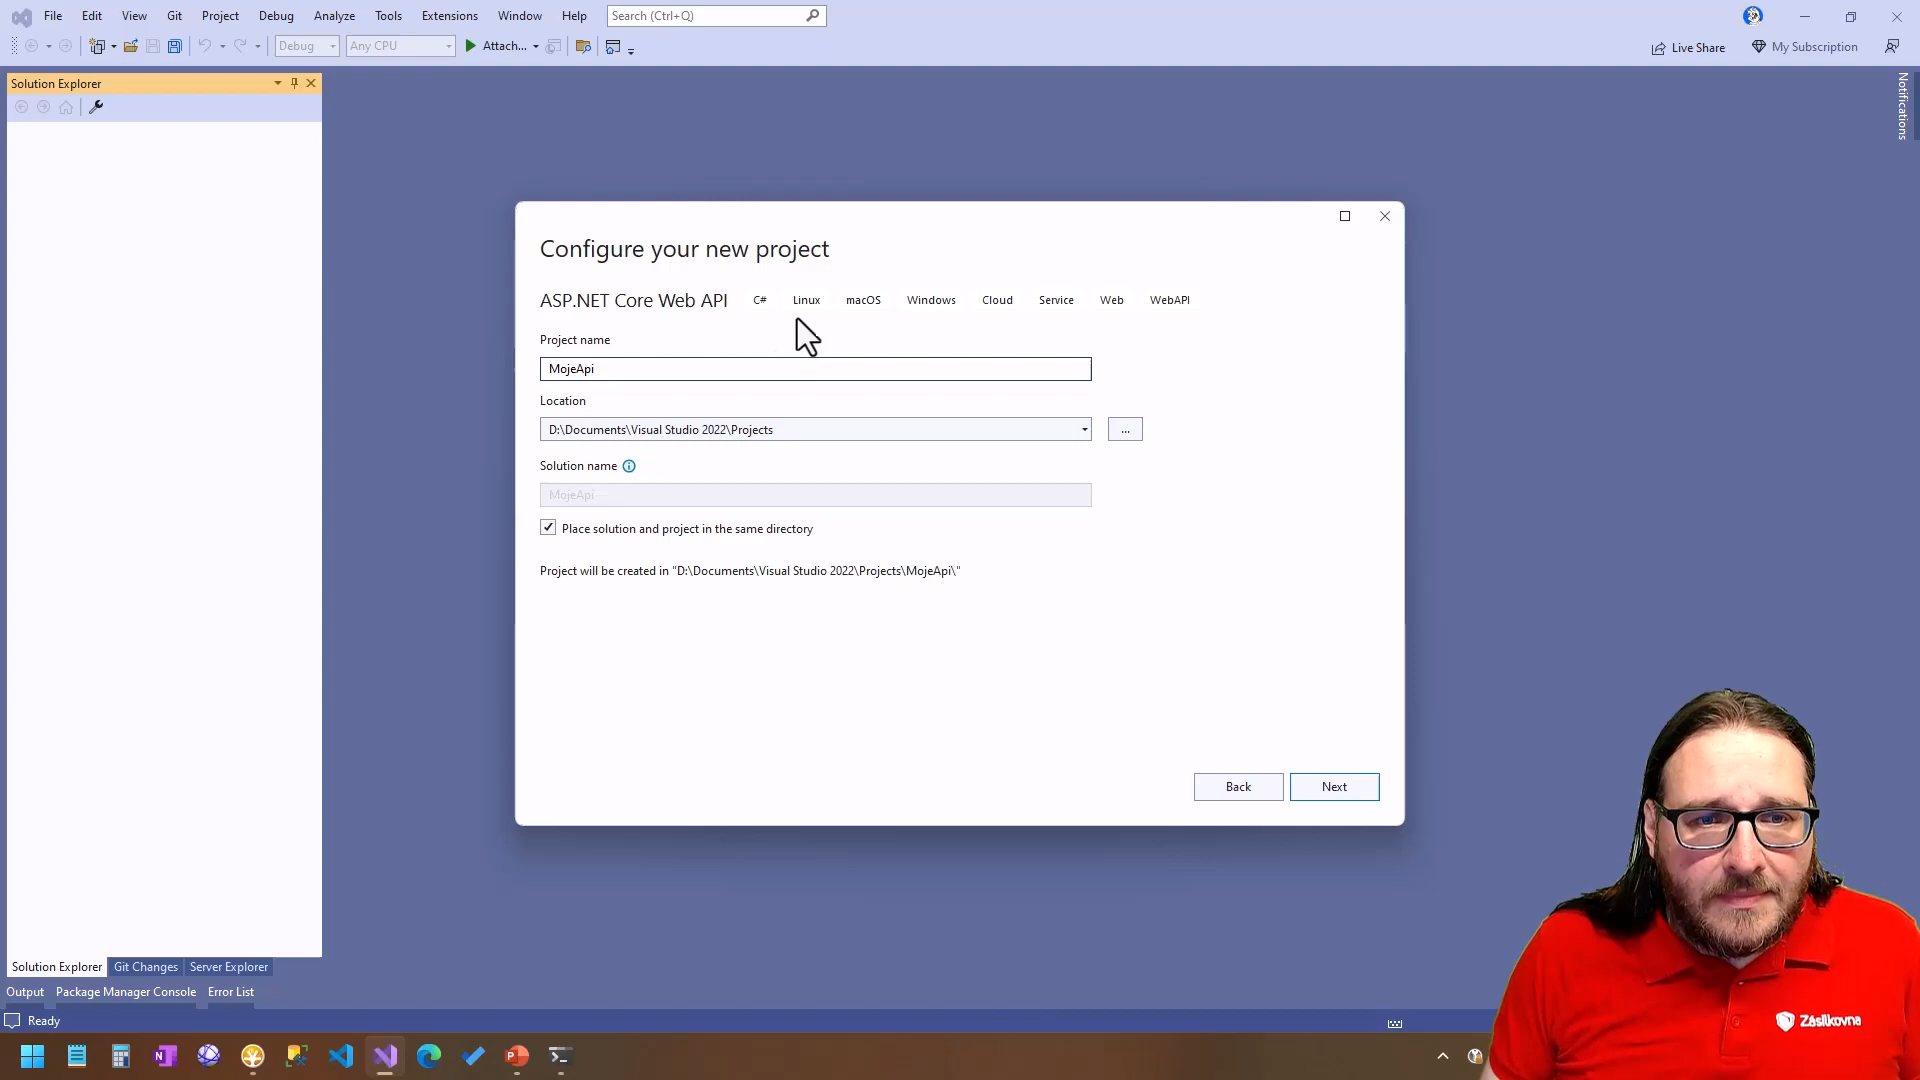 File Edit View Git Project Debug Analyze Tools Extensions Window Help Search (Ctrl+Q)
Debug Any CPU Attach... Live Share My Subscription
Solution Explorer
Notifications
Configure your new project
ASP.NET Core Web API C# Linux macOS Windows Cloud Service Web WebAPI
Project name
MojeApi
Location
D:\Documents\Visual Studio 2022\Projects
...
Solution name
MojeApi
Place solution and project in the same directory
Project will be created in "D:\Documents\Visual Studio 2022\Projects\MojeApi\"
Back Next
Solution Explorer Git Changes Server Explorer
Output Package Manager Console Error List
Ready
Zásilkovna